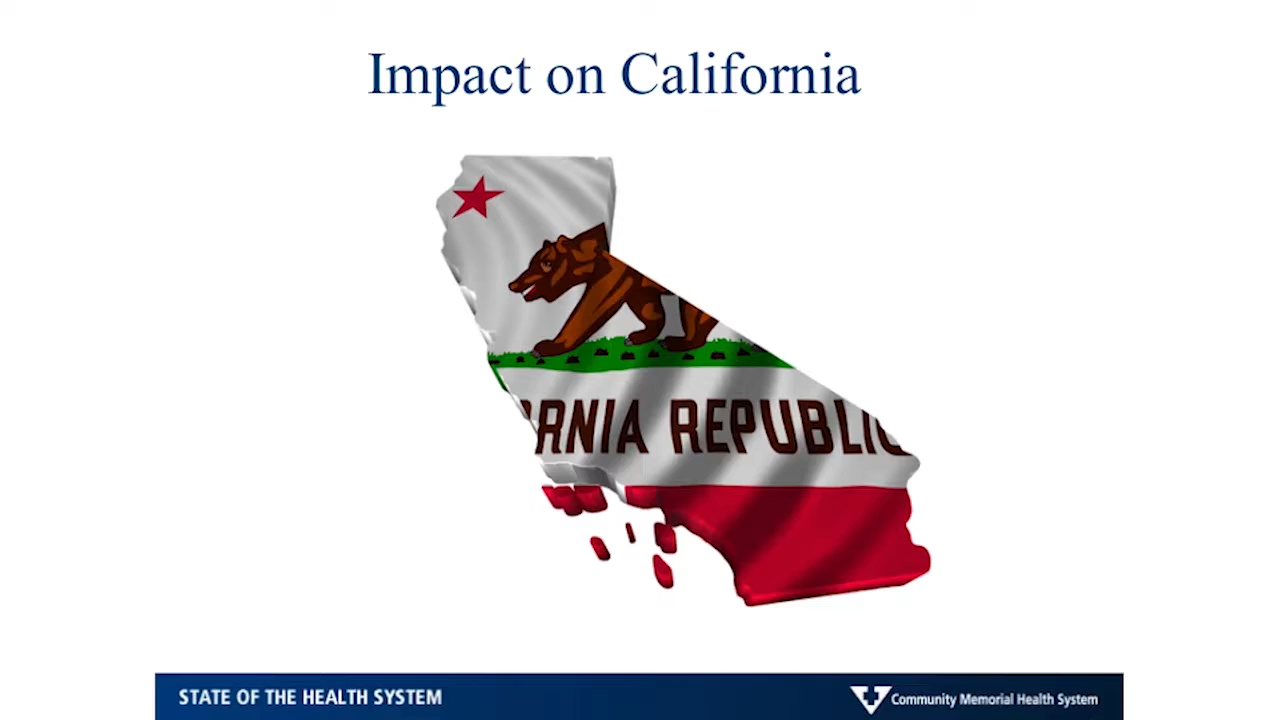 Impact on California
RNIA REPUBLIC
STATE OF THE HEALTH SYSTEM
Community Memorial Health System